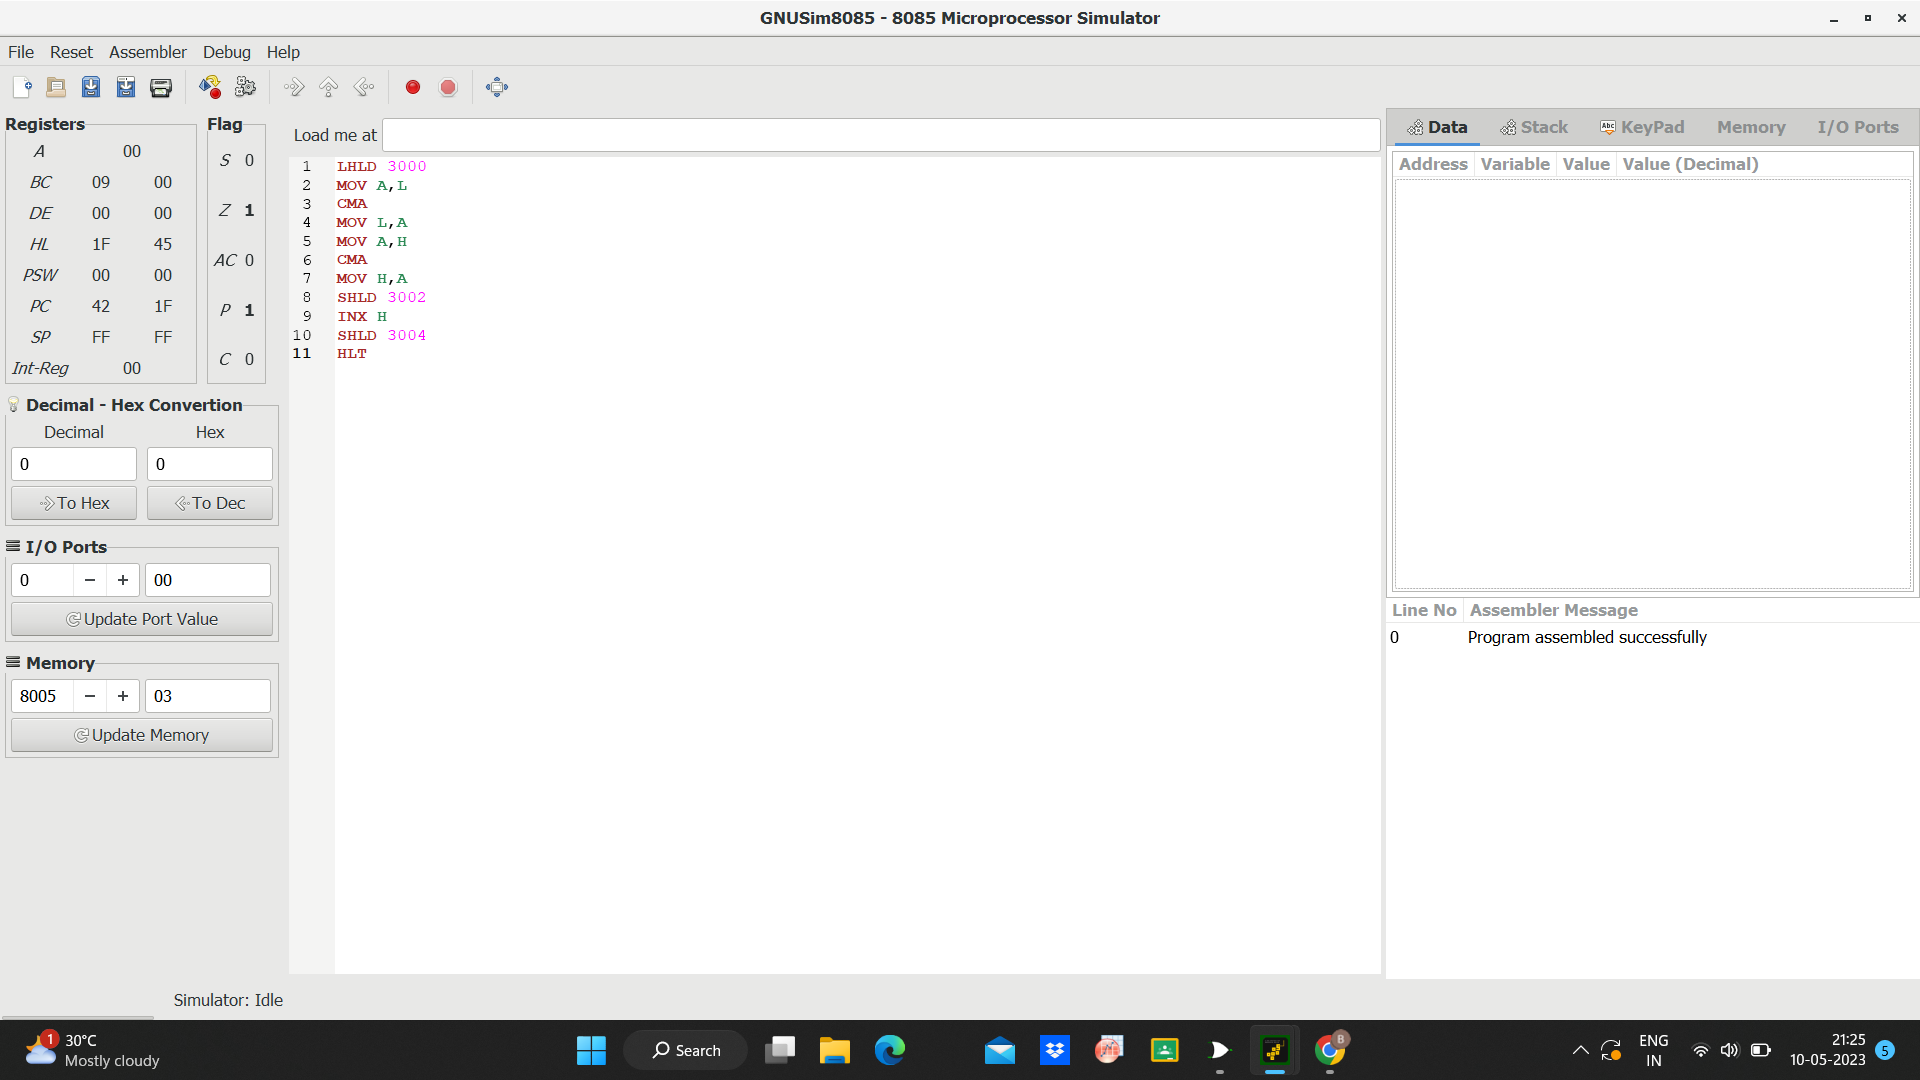 GNUSim8085 - 8085 Microprocessor Simulator
File Reset Assembler Debug Help
Registers
A 00
BC 09 00
DE 00 00
HL 1F 45
PSW 00 00
PC 42 1F
SP FF FF
Int-Reg 00
Flag
S 0
Z 1
AC 0
P 1
C 0
Decimal - Hex Convertion
Decimal Hex
0 0
To Hex To Dec
I/O Ports
0 − + 00
Update Port Value
Memory
8005 − + 03
Update Memory
Load me at
1 LHLD 3000
2 MOV A,L
3 CMA
4 MOV L,A
5 MOV A,H
6 CMA
7 MOV H,A
8 SHLD 3002
9 INX H
10 SHLD 3004
11 HLT
Data Stack Abc KeyPad Memory I/O Ports
Address Variable Value Value (Decimal)
Line No Assembler Message
0 Program assembled successfully
Simulator: Idle
1 30°C
Mostly cloudy
Search
B
ENG
IN
21:25
10-05-2023
5